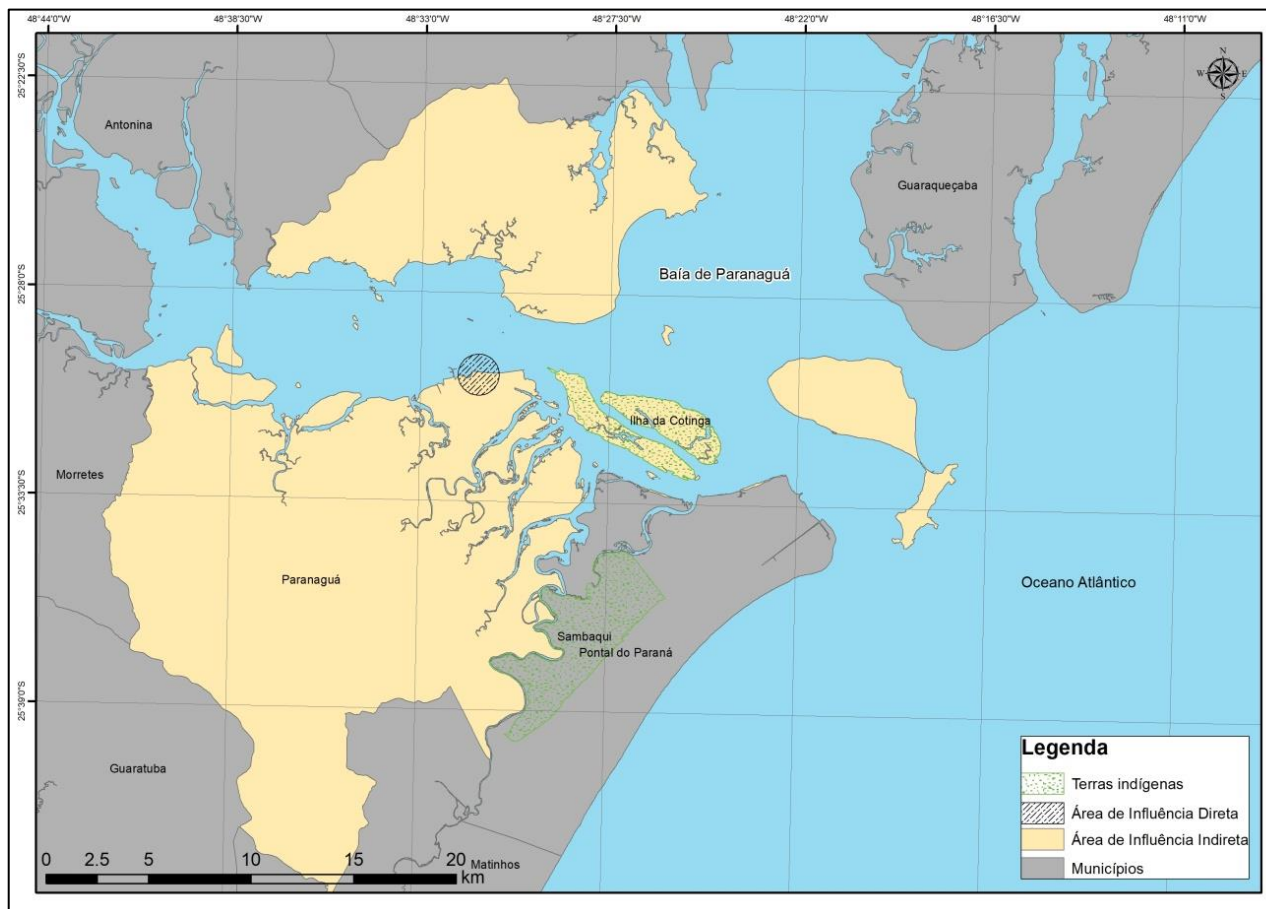 48°44'0"W
48°38'30"W
48°33'0"W
48°27'30"W
48°22'0"W
48°16'30"W
48°11'0"W
25°22'30"S
25°28'0"S
25°33'30"S
25°39'0"S
N
W E
S
Antonina
Guaraqueçaba
Baía de Paranaguá
Ilha da Cotinga
Morretes
Paranaguá
Oceano Atlântico
Sambaqui
Pontal do Paraná
Guaratuba
Matinhos
0 2.5 5 10 15 20
km
Legenda
Terras indígenas
Área de Influência Direta
Área de Influência Indireta
Municípios